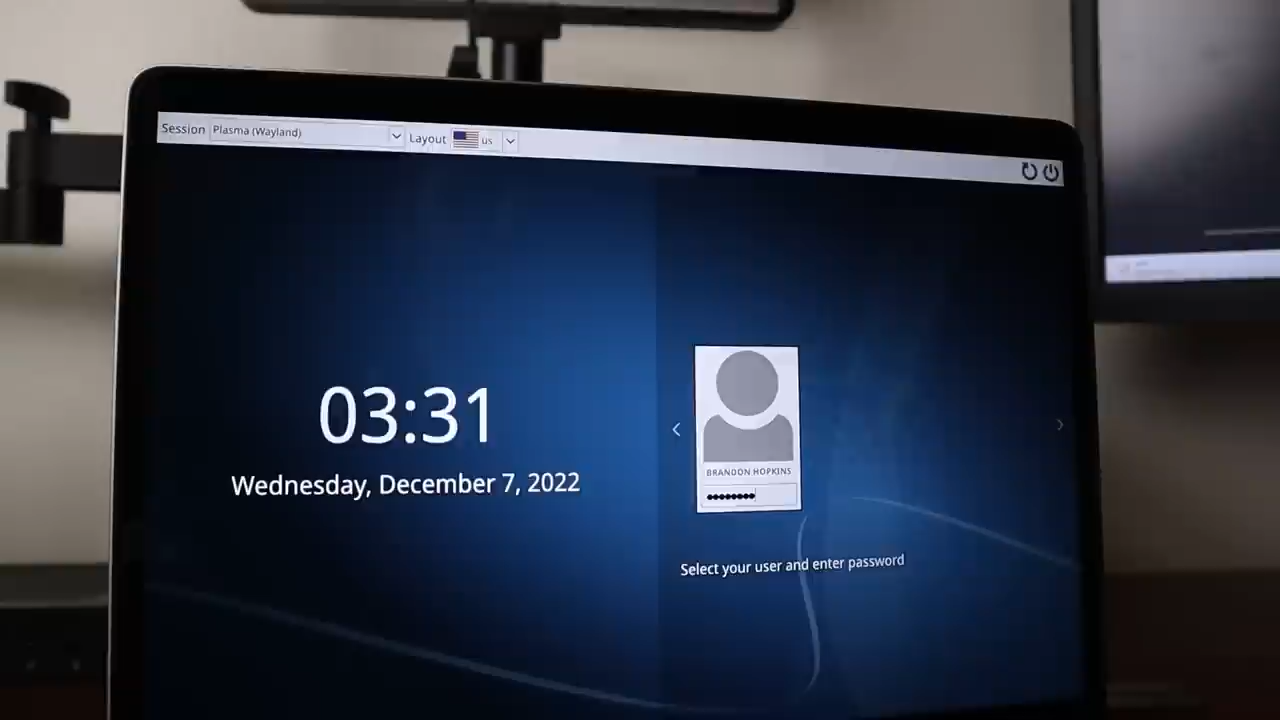 Session Plasma (Wayland) Layout us
03:31
Wednesday, December 7, 2022
BRANDON HOPKINS
Select your user and enter password